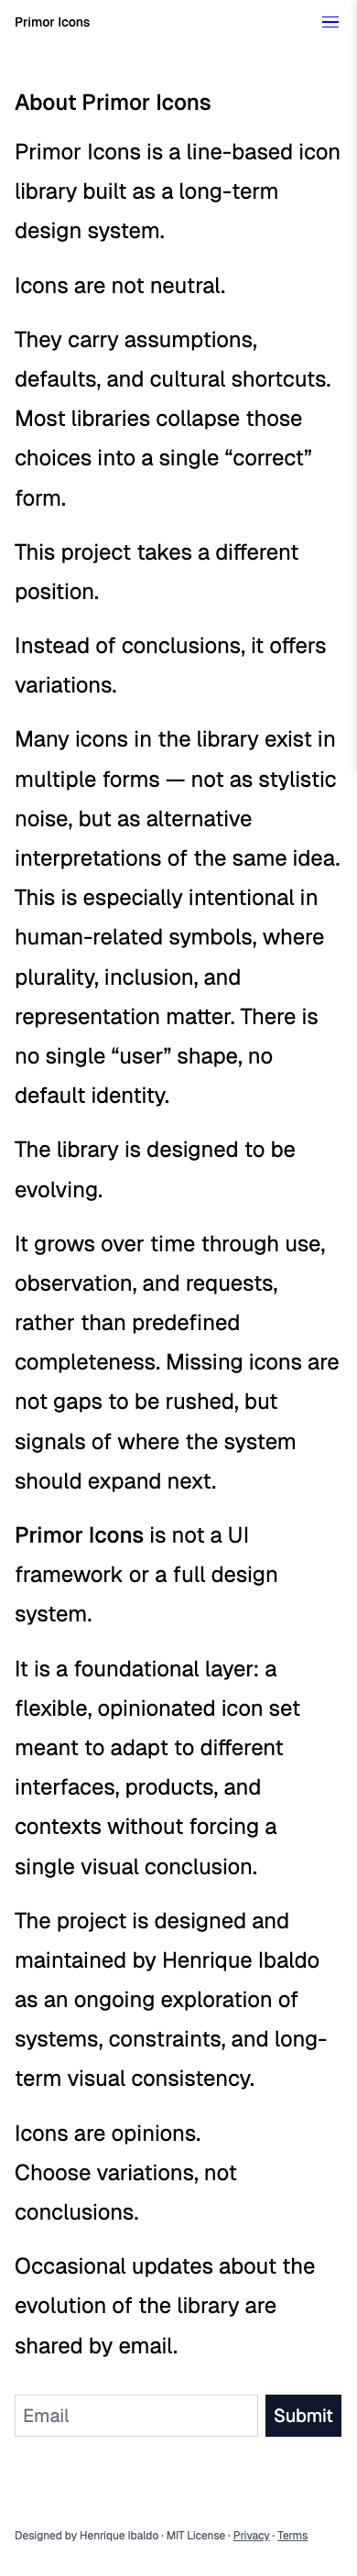 Primor Icons
About Primor Icons
Primor Icons is a line-based icon
library built as a long-term
design system.
Icons are not neutral.
They carry assumptions,
defaults, and cultural shortcuts.
Most libraries collapse those
choices into a single “correct”
form.
This project takes a different
position.
Instead of conclusions, it offers
variations.
Many icons in the library exist in
multiple forms — not as stylistic
noise, but as alternative
interpretations of the same idea.
This is especially intentional in
human-related symbols, where
plurality, inclusion, and
representation matter. There is
no single “user” shape, no
default identity.
The library is designed to be
evolving.
It grows over time through use,
observation, and requests,
rather than predefined
completeness. Missing icons are
not gaps to be rushed, but
signals of where the system
should expand next.
Primor Icons is not a UI
framework or a full design
system.
It is a foundational layer: a
flexible, opinionated icon set
meant to adapt to different
interfaces, products, and
contexts without forcing a
single visual conclusion.
The project is designed and
maintained by Henrique Ibaldo
as an ongoing exploration of
systems, constraints, and long-
term visual consistency.
Icons are opinions.
Choose variations, not
conclusions.
Occasional updates about the
evolution of the library are
shared by email.
Email Submit
Designed by Henrique Ibaldo · MIT License · Privacy · Terms